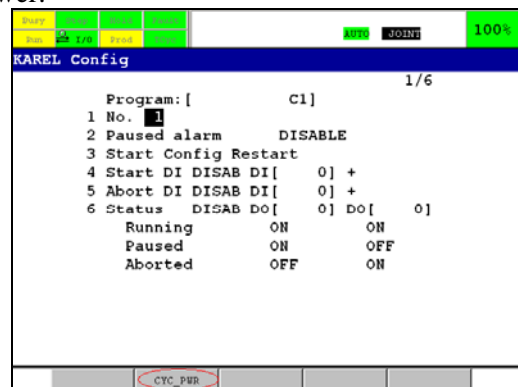 wer.
Busy Step Hold Fault
Run I/O Prod TCyc
AUTO JOINT 100%
KAREL Config
1/6
Program:[ C1]
1 No. 1
2 Paused alarm DISABLE
3 Start Config Restart
4 Start DI DISAB DI[ 0] +
5 Abort DI DISAB DI[ 0] +
6 Status DISAB DO[ 0] DO[ 0]
Running ON ON
Paused ON OFF
Aborted OFF ON
CYC_PWR